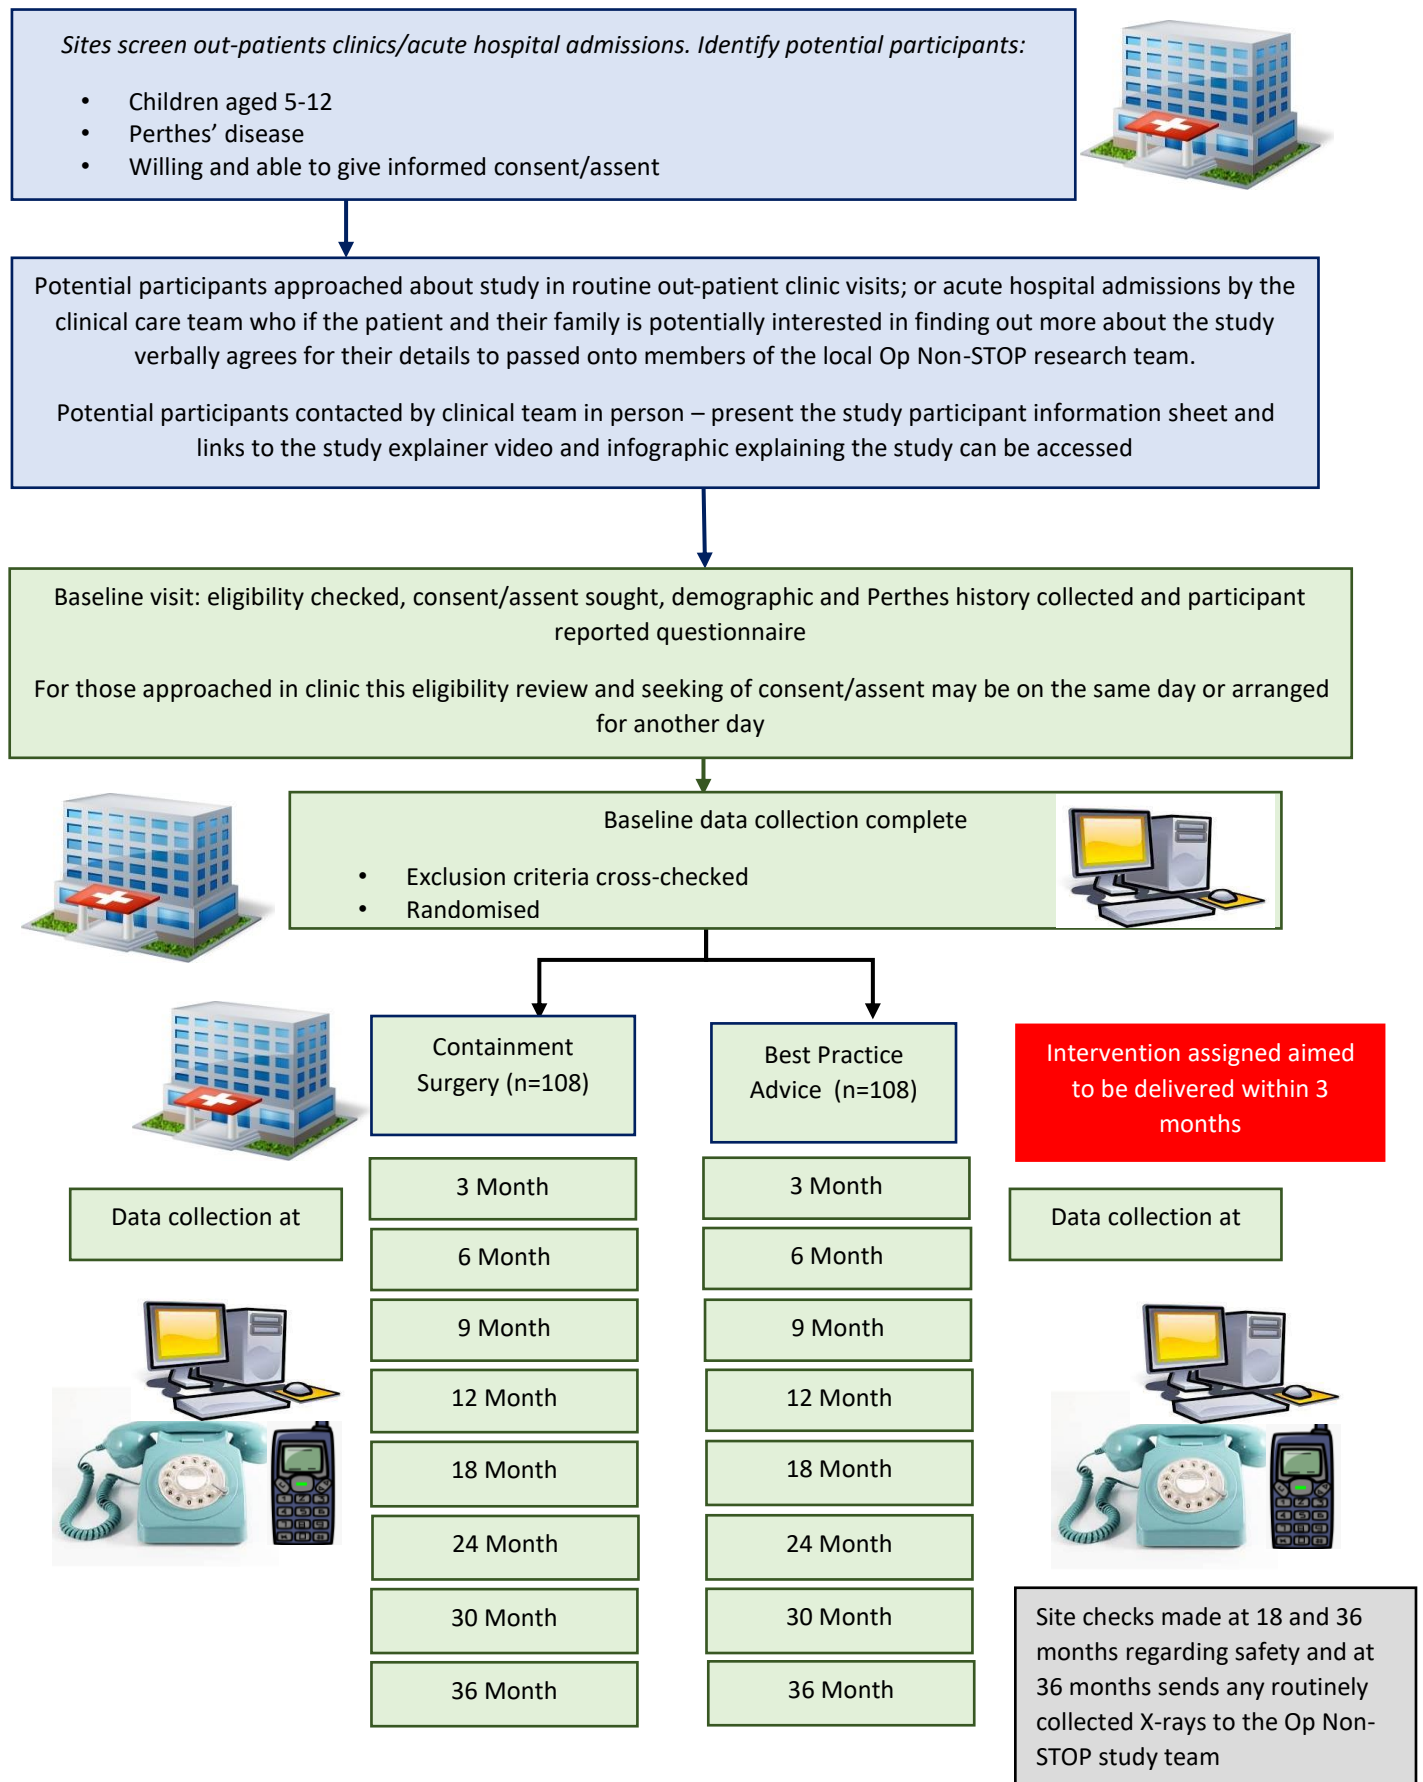 Sites screen out-patients clinics/acute hospital admissions. Identify potential participants:
• Children aged 5-12
• Perthes’ disease
• Willing and able to give informed consent/assent
Potential participants approached about study in routine out-patient clinic visits; or acute hospital admissions by the
clinical care team who if the patient and their family is potentially interested in finding out more about the study
verbally agrees for their details to passed onto members of the local Op Non-STOP research team.
Potential participants contacted by clinical team in person – present the study participant information sheet and
links to the study explainer video and infographic explaining the study can be accessed
Baseline visit: eligibility checked, consent/assent sought, demographic and Perthes history collected and participant
reported questionnaire
For those approached in clinic this eligibility review and seeking of consent/assent may be on the same day or arranged
for another day
Baseline data collection complete
• Exclusion criteria cross-checked
• Randomised
Containment
Surgery (n=108)
Best Practice
Advice (n=108)
Intervention assigned aimed
to be delivered within 3
months
Data collection at
3 Month
6 Month
9 Month
12 Month
18 Month
24 Month
30 Month
36 Month
3 Month
6 Month
9 Month
12 Month
18 Month
24 Month
30 Month
36 Month
Data collection at
Site checks made at 18 and 36
months regarding safety and at
36 months sends any routinely
collected X-rays to the Op Non-
STOP study team